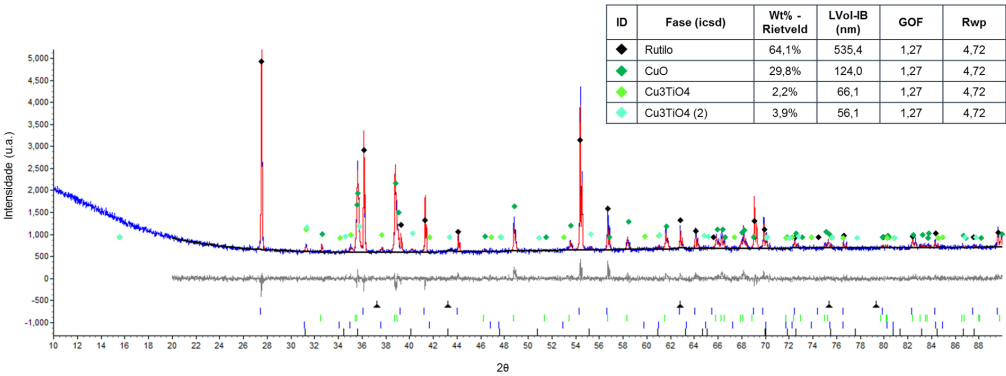 ID Fase (icsd) Wt% - Rietveld LVol-IB (nm) GOF Rwp
Rutilo 64,1% 535,4 1,27 4,72
CuO 29,8% 124,0 1,27 4,72
Cu3TiO4 2,2% 66,1 1,27 4,72
Cu3TiO4 (2) 3,9% 56,1 1,27 4,72
Intensidade (u.a.)
5,000
4,500
4,000
3,500
3,000
2,500
2,000
1,500
1,000
500
0
-500
-1,000
10 12 14 16 18 20 22 24 26 28 30 32 34 36 38 40 42 44 46 48 50 52 54 56 58 60 62 64 66 68 70 72 74 76 78 80 82 84 86 88
2θ